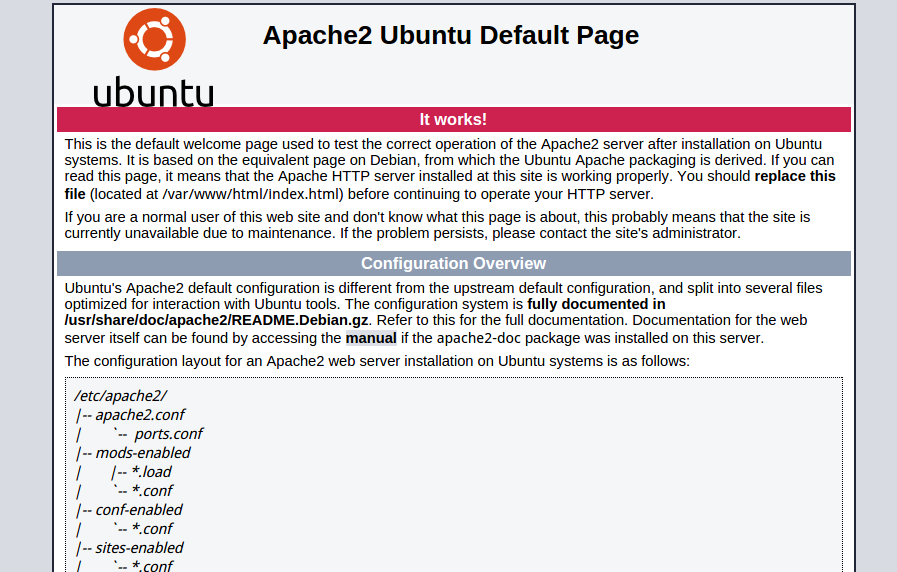 ubuntu
Apache2 Ubuntu Default Page
It works!
This is the default welcome page used to test the correct operation of the Apache2 server after installation on Ubuntu
systems. It is based on the equivalent page on Debian, from which the Ubuntu Apache packaging is derived. If you can
read this page, it means that the Apache HTTP server installed at this site is working properly. You should replace this
file (located at /var/www/html/index.html) before continuing to operate your HTTP server.
If you are a normal user of this web site and don't know what this page is about, this probably means that the site is
currently unavailable due to maintenance. If the problem persists, please contact the site's administrator.
Configuration Overview
Ubuntu's Apache2 default configuration is different from the upstream default configuration, and split into several files
optimized for interaction with Ubuntu tools. The configuration system is fully documented in
/usr/share/doc/apache2/README.Debian.gz. Refer to this for the full documentation. Documentation for the web
server itself can be found by accessing the manual if the apache2-doc package was installed on this server.
The configuration layout for an Apache2 web server installation on Ubuntu systems is as follows:
/etc/apache2/
|-- apache2.conf
|       `--  ports.conf
|-- mods-enabled
|       |-- *.load
|       `-- *.conf
|-- conf-enabled
|       `-- *.conf
|-- sites-enabled
|       `-- *.conf